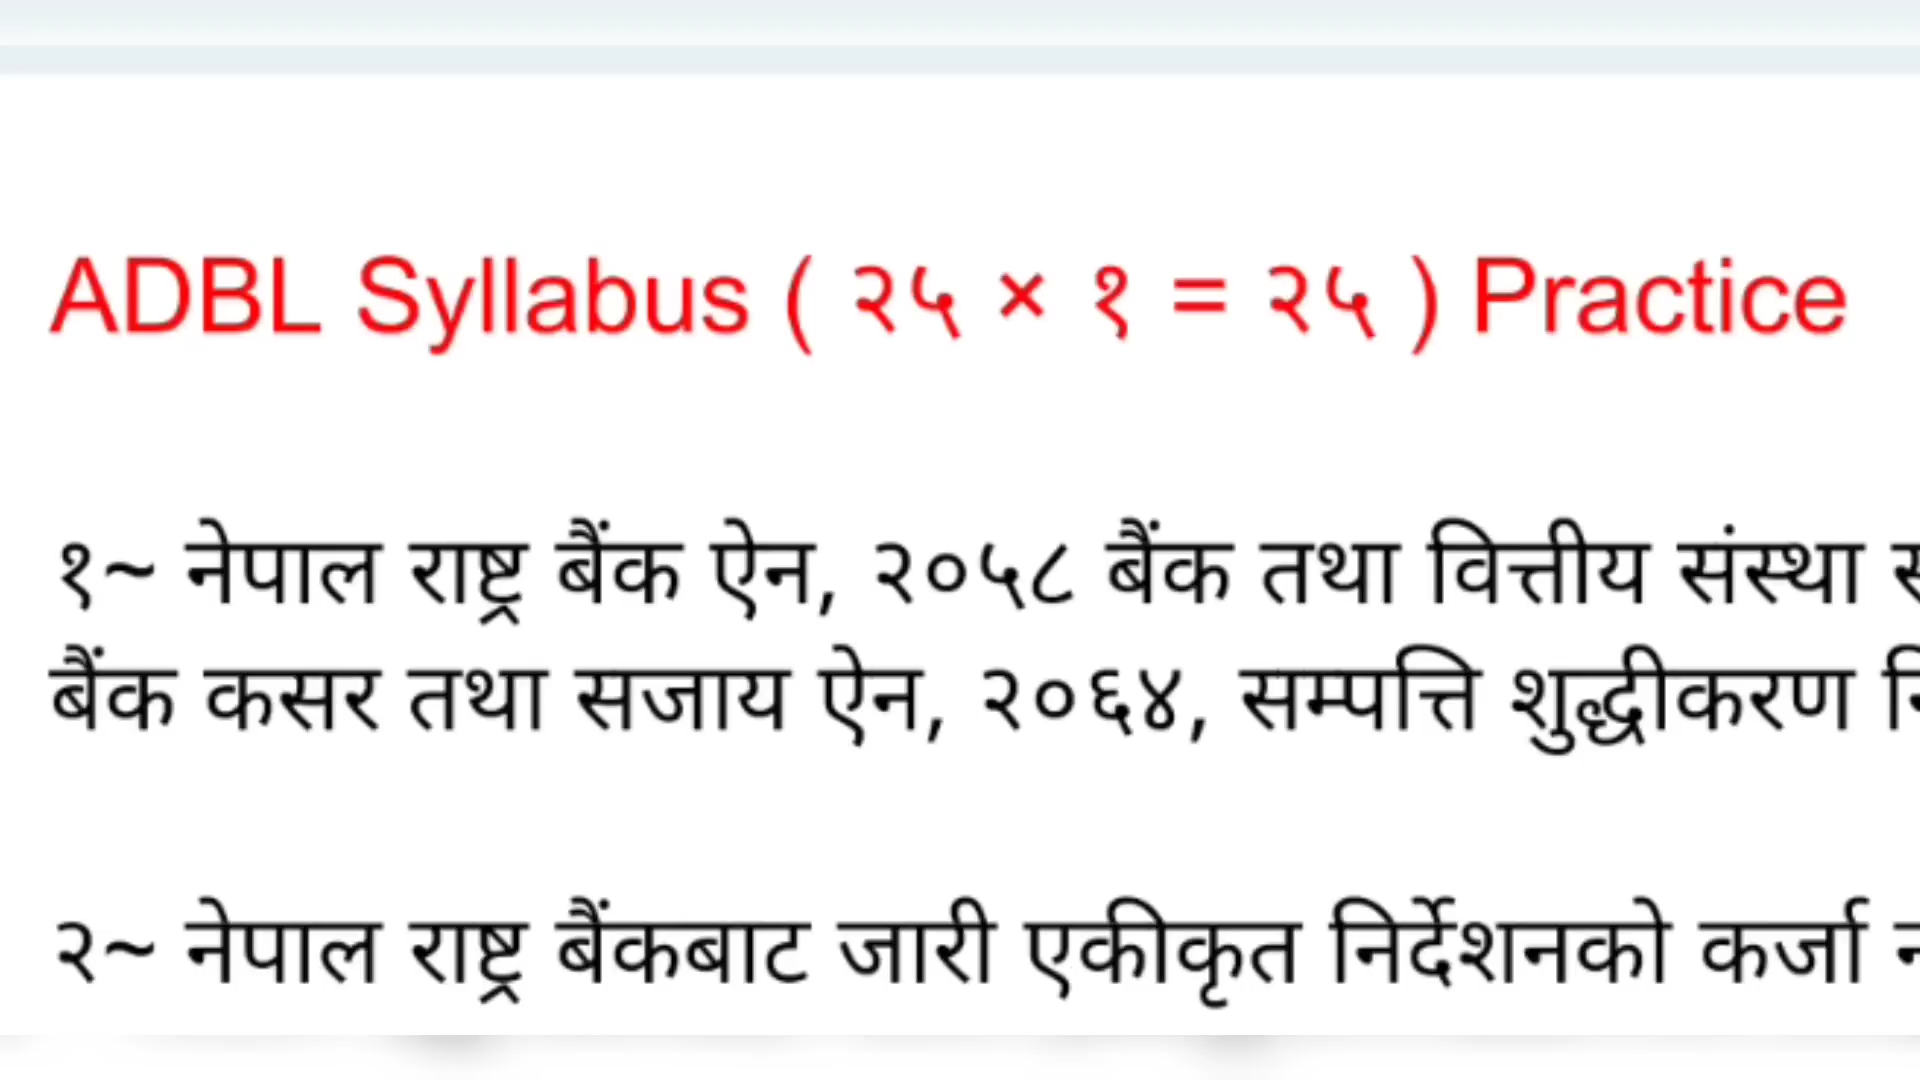 ADBL Syllabus ( २५ × १ = २५ ) Practice
१~ नेपाल राष्ट्र बैंक ऐन, २०५८ बैंक तथा वित्तीय संस्था
बैंक कसर तथा सजाय ऐन, २०६४, सम्पत्ति शुद्धीकरण
२~ नेपाल राष्ट्र बैंकबाट जारी एकीकृत निर्देशनको कर्जा